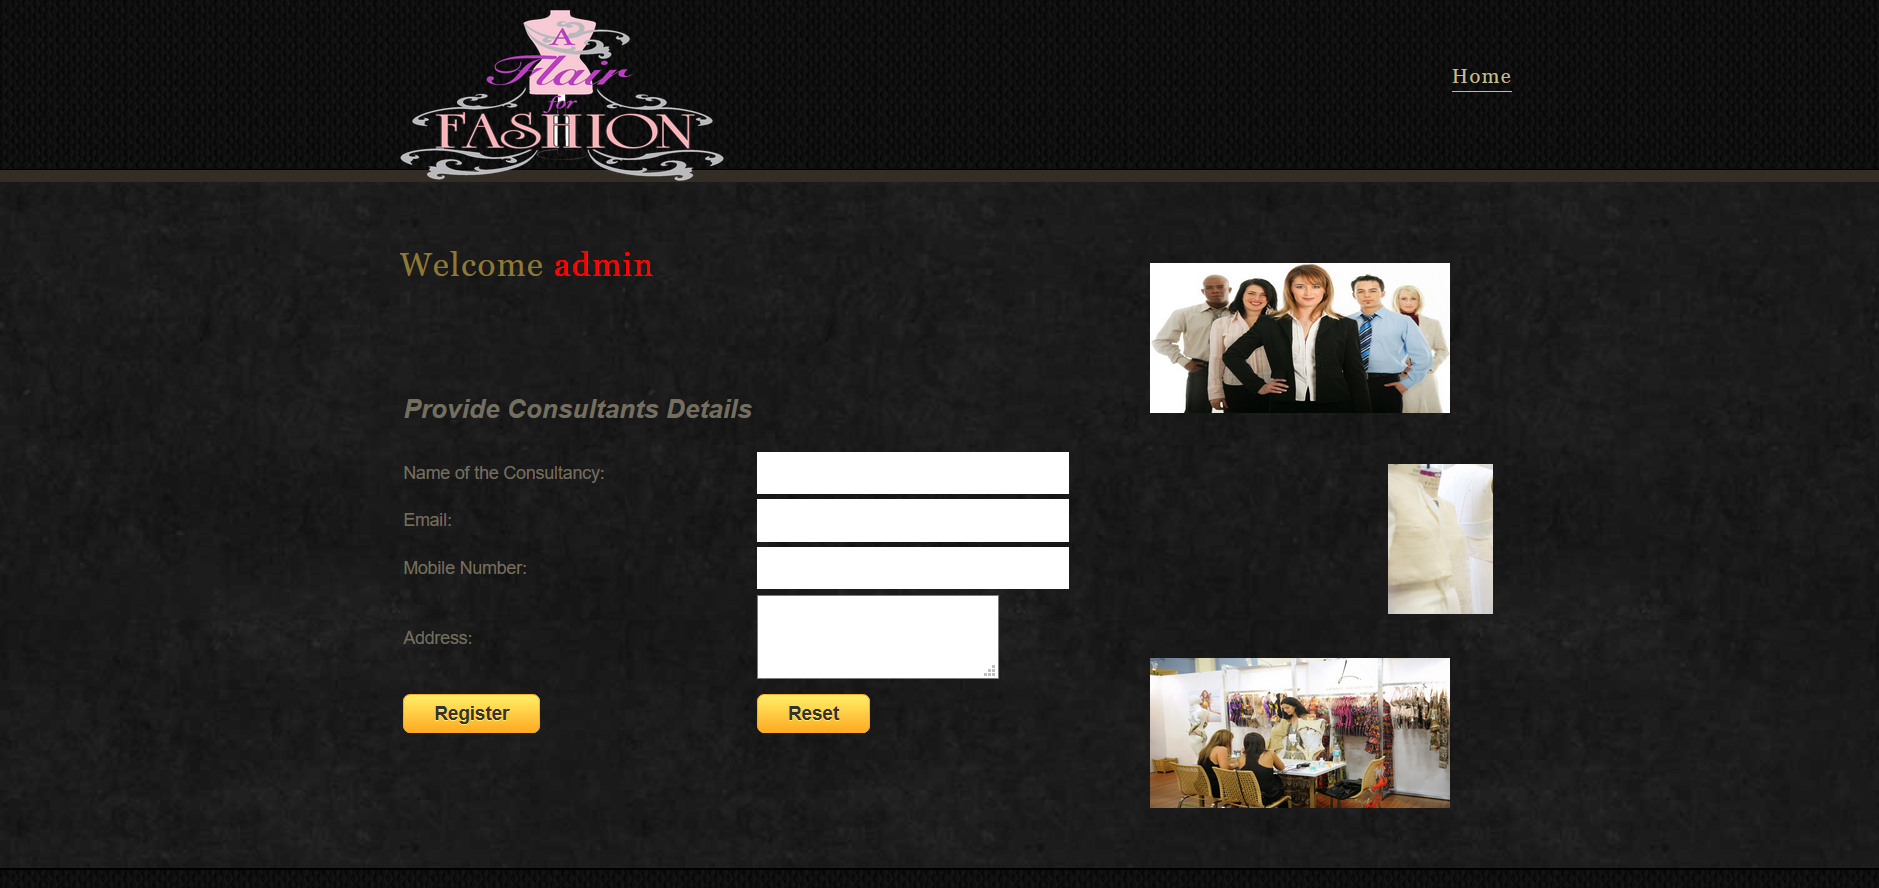 A
Flair
for
FASHION
Home
Welcome admin
Provide Consultants Details
Name of the Consultancy:
Email:
Mobile Number:
Address:
Register
Reset